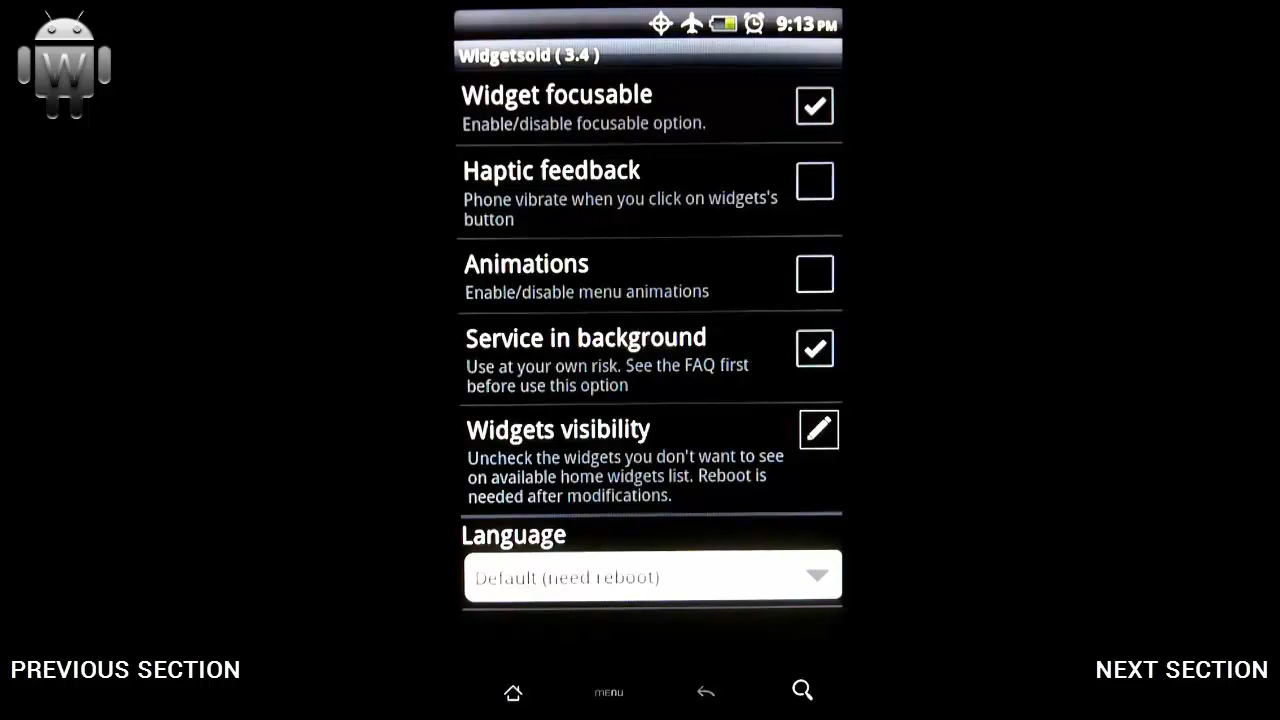 W
9:13 PM
Widgetsoid ( 3.4 )
Widget focusable
Enable/disable focusable option.
Haptic feedback
Phone vibrate when you click on widgets's
button
Animations
Enable/disable menu animations
Service in background
Use at your own risk. See the FAQ first
before use this option
Widgets visibility
Uncheck the widgets you don't want to see
on available home widgets list. Reboot is
needed after modifications.
Language
Default (need reboot)
PREVIOUS SECTION
NEXT SECTION
menu